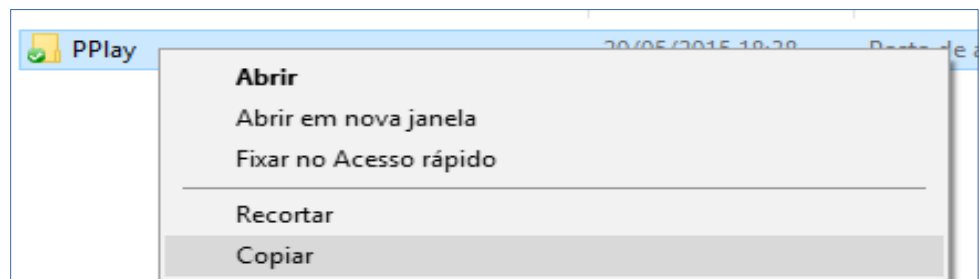 PPlay
Abrir
Abrir em nova janela
Fixar no Acesso rápido
Recortar
Copiar